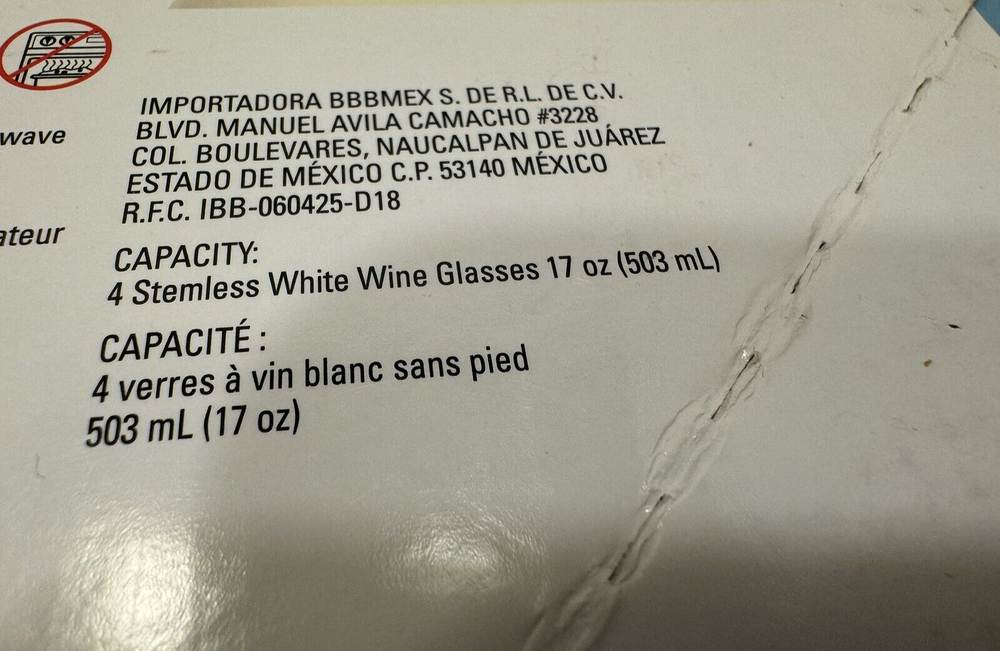 IMPORTADORA BBBMEX S. DE R.L. DE C.V.
BLVD. MANUEL AVILA CAMACHO #3228
COL. BOULEVARES, NAUCALPAN DE JUÁREZ
ESTADO DE MÉXICO C.P. 53140 MÉXICO
R.F.C. IBB-060425-D18
wave
ateur
CAPACITY:
4 Stemless White Wine Glasses 17 oz (503 mL)
CAPACITÉ :
4 verres à vin blanc sans pied
503 mL (17 oz)